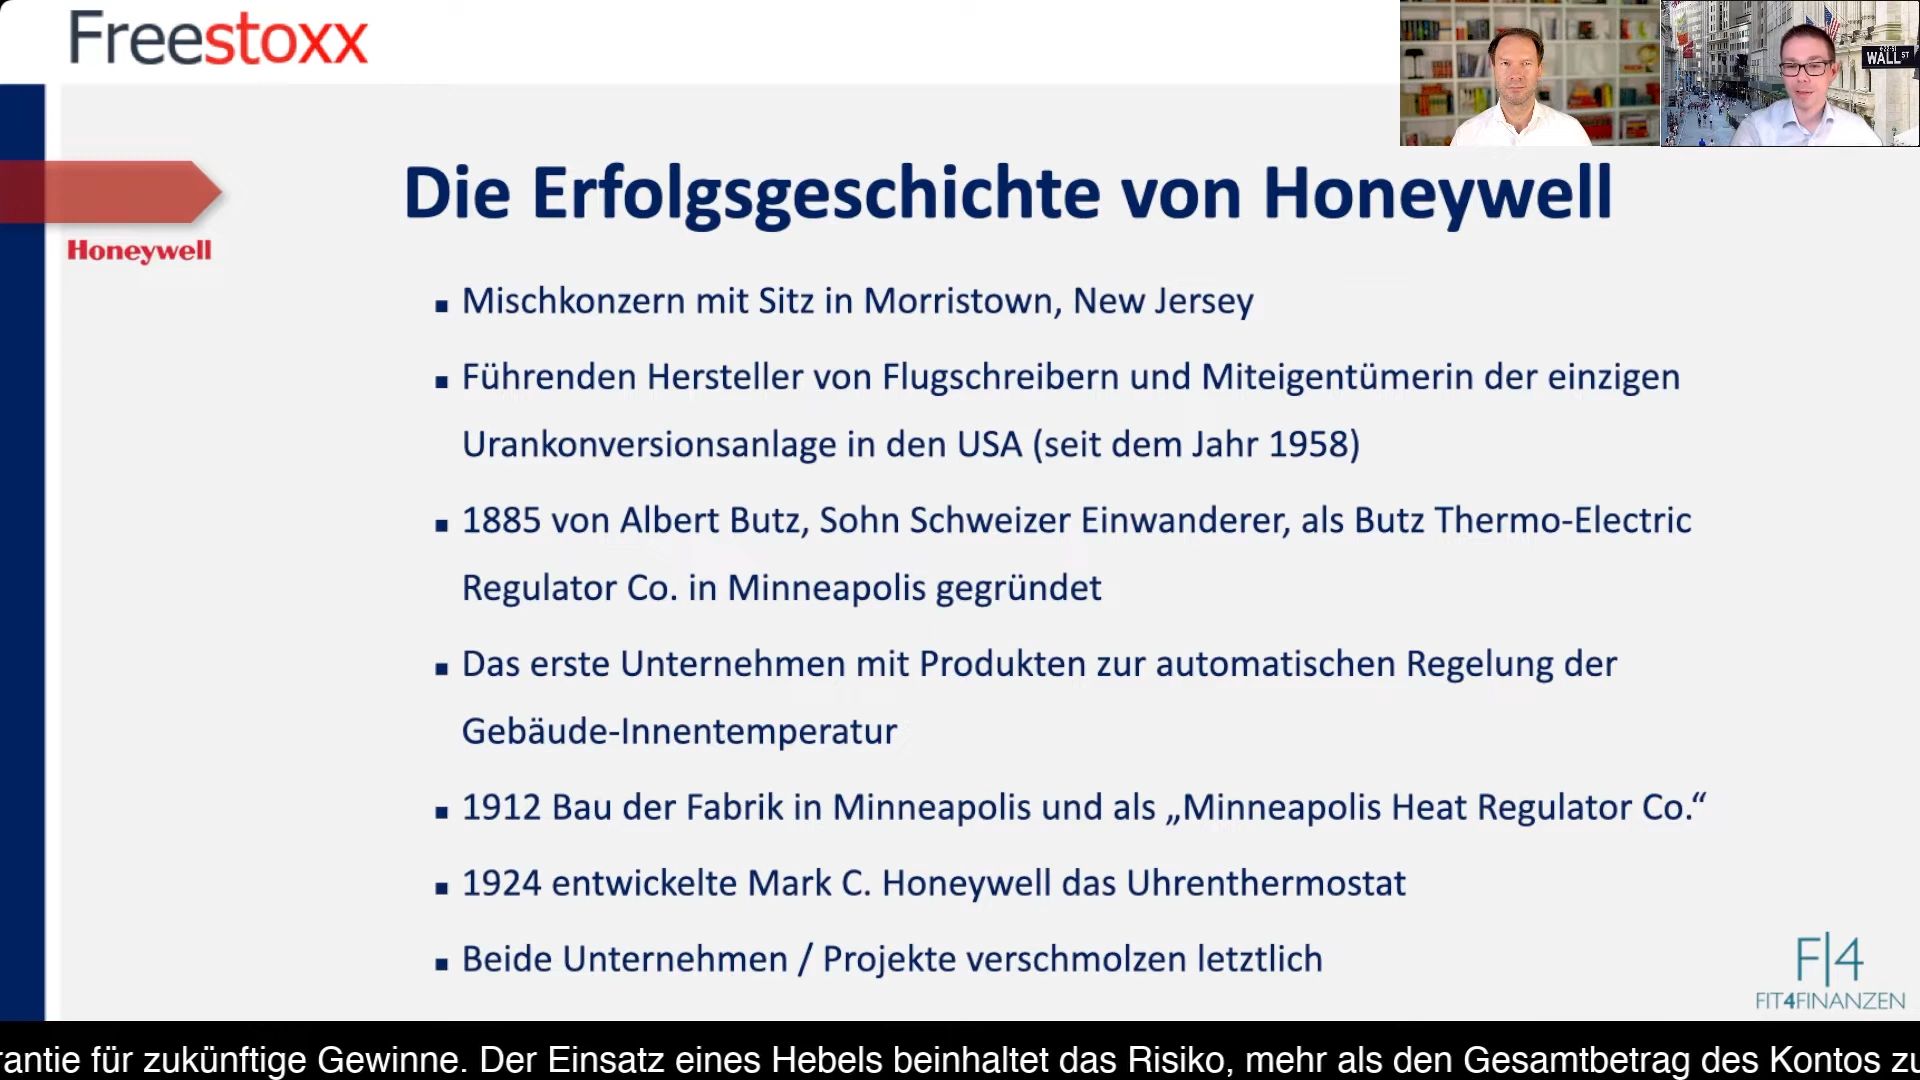 Freestoxx
WALL ST
Die Erfolgsgeschichte von Honeywell
Honeywell
▪ Mischkonzern mit Sitz in Morristown, New Jersey
▪ Führenden Hersteller von Flugschreibern und Miteigentümerin der einzigen
Urankonversionsanlage in den USA (seit dem Jahr 1958)
▪ 1885 von Albert Butz, Sohn Schweizer Einwanderer, als Butz Thermo-Electric
Regulator Co. in Minneapolis gegründet
▪ Das erste Unternehmen mit Produkten zur automatischen Regelung der
Gebäude-Innentemperatur
▪ 1912 Bau der Fabrik in Minneapolis und als „Minneapolis Heat Regulator Co.“
▪ 1924 entwickelte Mark C. Honeywell das Uhrenthermostat
▪ Beide Unternehmen / Projekte verschmolzen letztlich
F|4
FIT4FINANZEN
rantie für zukünftige Gewinne. Der Einsatz eines Hebels beinhaltet das Risiko, mehr als den Gesamtbetrag des Kontos zu